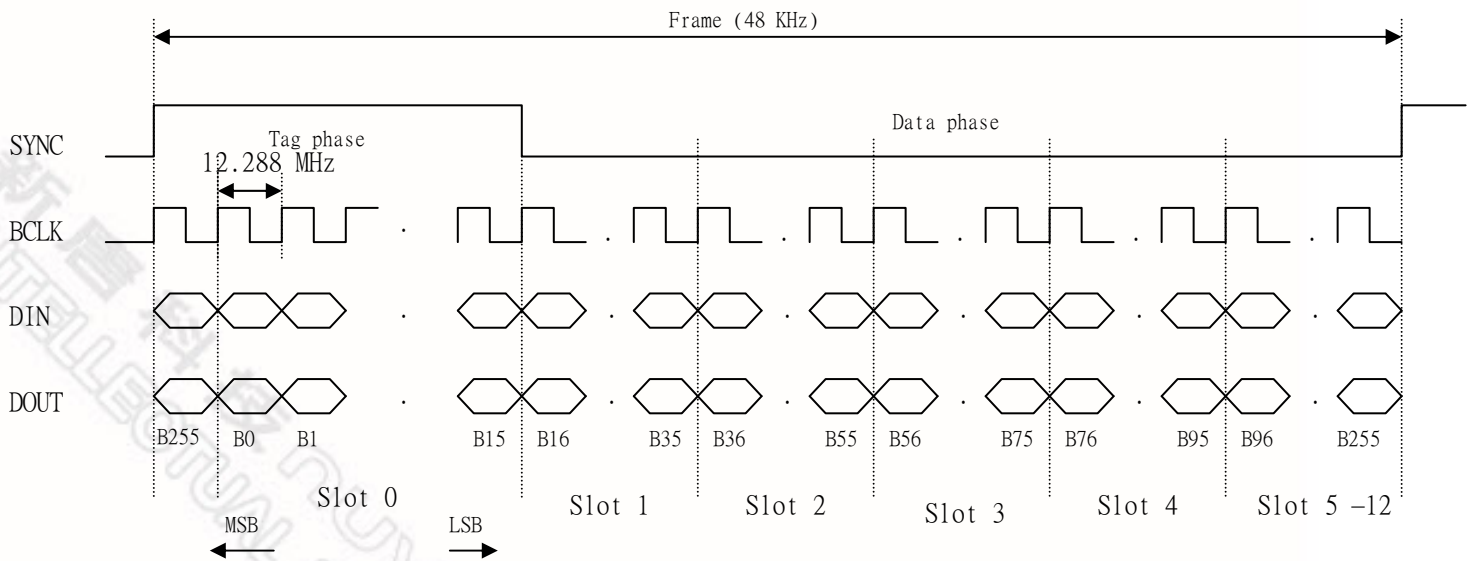 Frame (48 KHz)
SYNC
Tag phase
Data phase
12.288 MHz
BCLK
DIN
DOUT
B255 B0 B1 B15 B16 B35 B36 B55 B56 B75 B76 B95 B96 B255
Slot 0 Slot 1 Slot 2 Slot 3 Slot 4 Slot 5 –12
MSB LSB